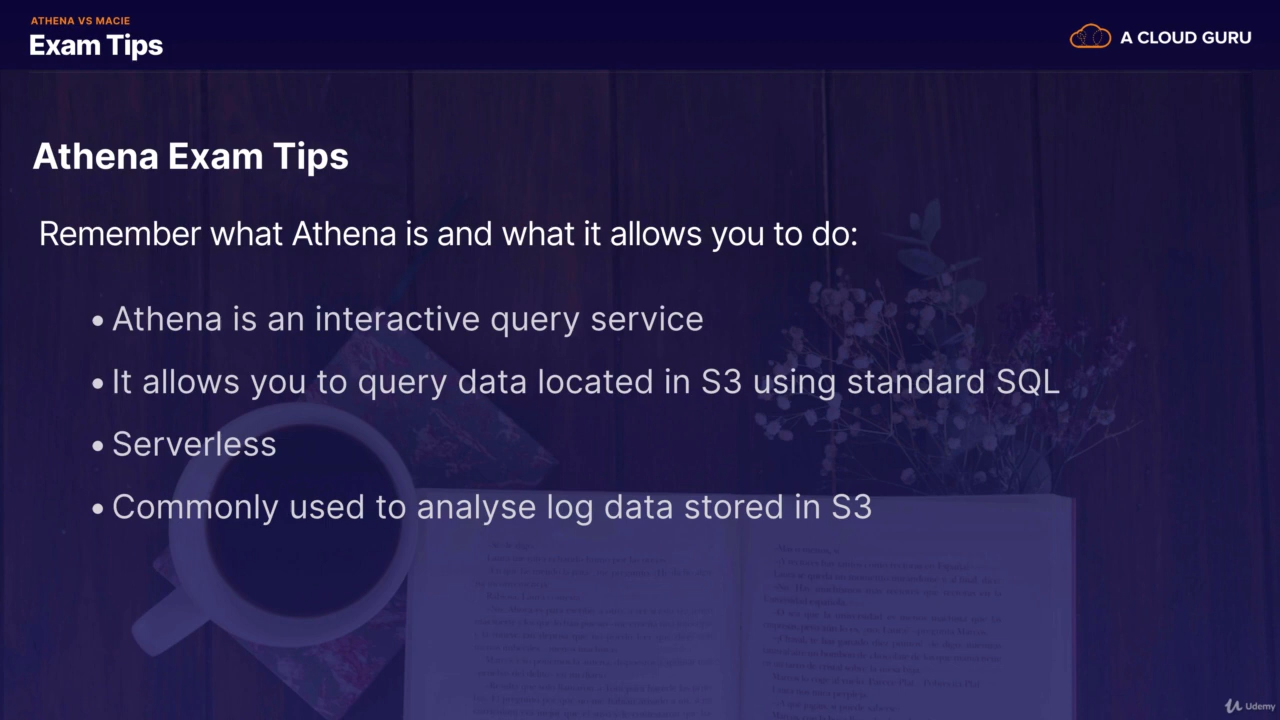 ATHENA VS MACIE
Exam Tips
A CLOUD GURU
Athena Exam Tips
Remember what Athena is and what it allows you to do:
• Athena is an interactive query service
• It allows you to query data located in S3 using standard SQL
• Serverless
• Commonly used to analyse log data stored in S3
Udemy